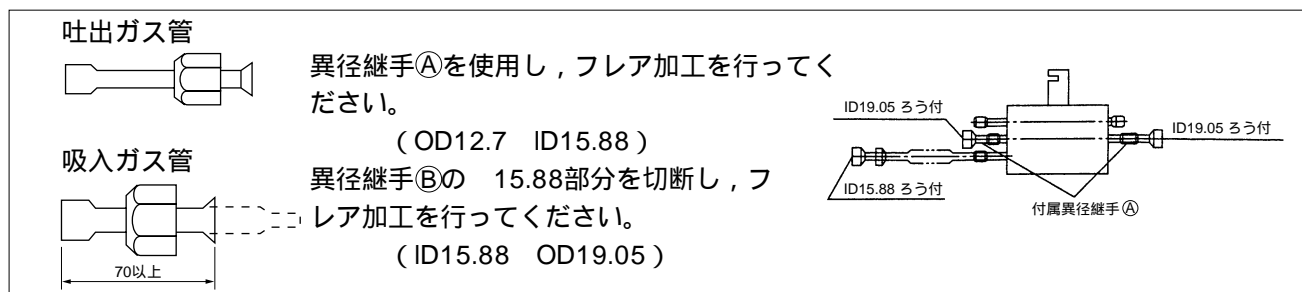 吐出ガス管
異径継手Ⓐを使用し，フレア加工を行ってく
ださい。
（OD12.7　ID15.88）
吸入ガス管
異径継手Ⓑの　15.88部分を切断し，フ
レア加工を行ってください。
（ID15.88　OD19.05）
70以上
ID19.05 ろう付
ID19.05 ろう付
ID15.88 ろう付
付属異径継手Ⓐ